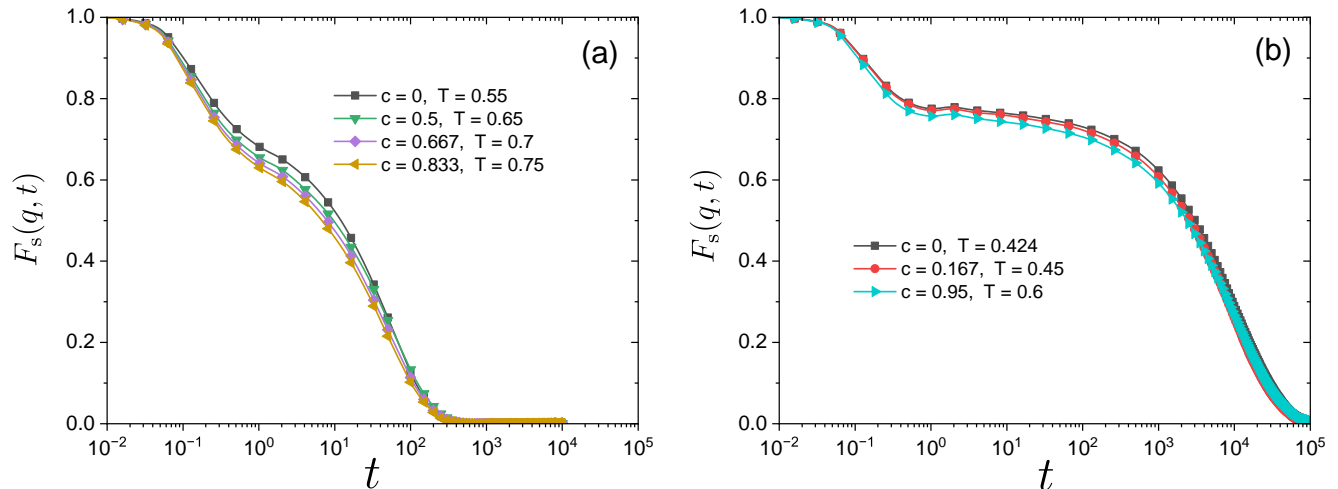 (a)
c = 0, T = 0.55
c = 0.5, T = 0.65
c = 0.667, T = 0.7
c = 0.833, T = 0.75
1.0
0.8
0.6
0.4
0.2
0.0
F_s(q, t)
10^-2 10^-1 10^0 10^1 10^2 10^3 10^4 10^5
t
(b)
c = 0, T = 0.424
c = 0.167, T = 0.45
c = 0.95, T = 0.6
1.0
0.8
0.6
0.4
0.2
0.0
F_s(q, t)
10^-2 10^-1 10^0 10^1 10^2 10^3 10^4 10^5
t